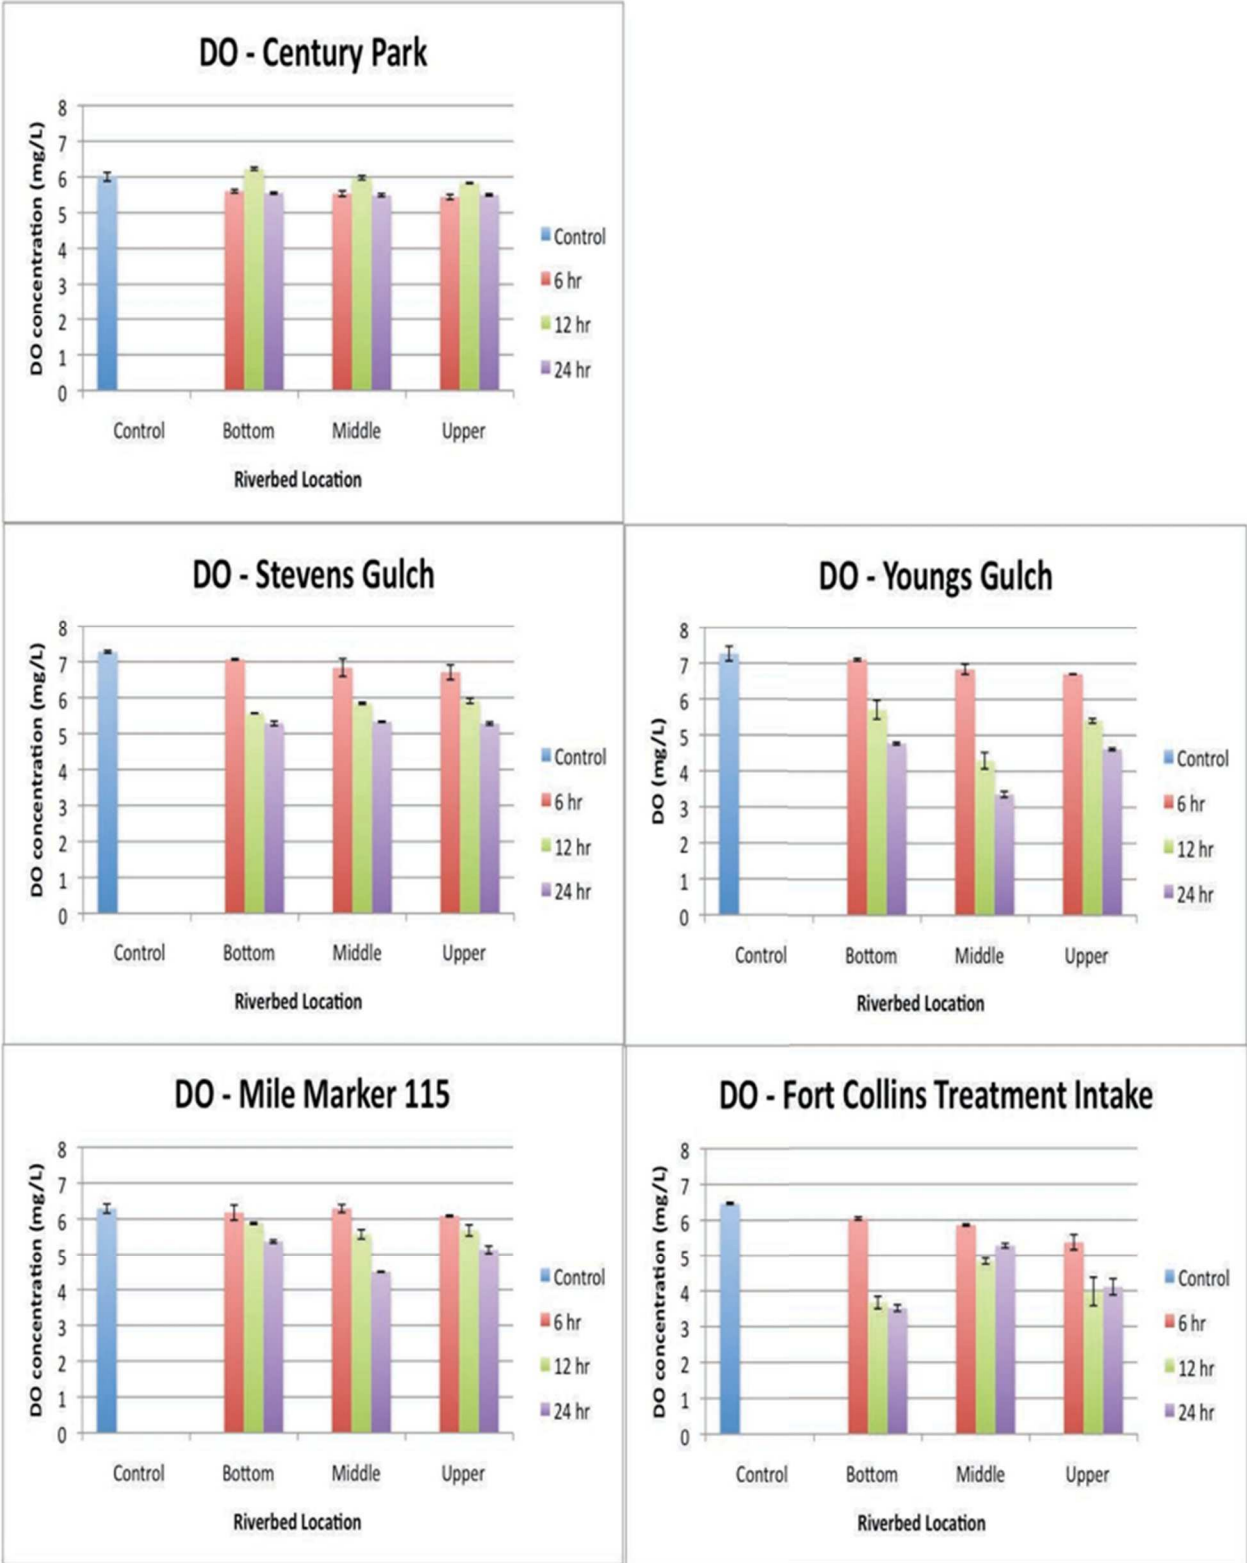 DO - Century Park
DO concentration (mg/L)
8
7
6
5
4
3
2
1
0
Control
Bottom
Middle
Upper
Riverbed Location
Control
6 hr
12 hr
24 hr
DO - Stevens Gulch
DO concentration (mg/L)
8
7
6
5
4
3
2
1
0
Control
Bottom
Middle
Upper
Riverbed Location
Control
6 hr
12 hr
24 hr
DO - Youngs Gulch
DO (mg/L)
8
7
6
5
4
3
2
1
0
Control
Bottom
Middle
Upper
Riverbed Location
Control
6 hr
12 hr
24 hr
DO - Mile Marker 115
DO concentration (mg/L)
8
7
6
5
4
3
2
1
0
Control
Bottom
Middle
Upper
Riverbed Location
Control
6 hr
12 hr
24 hr
DO - Fort Collins Treatment Intake
DO concentration (mg/L)
8
7
6
5
4
3
2
1
0
Control
Bottom
Middle
Upper
Riverbed Location
Control
6 hr
12 hr
24 hr